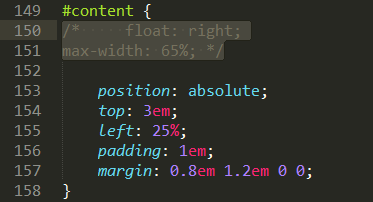 149 #content {
150 /*     float: right;
151 max-width: 65%; */
152
153     position: absolute;
154     top: 3em;
155     left: 25%;
156     padding: 1em;
157     margin: 0.8em 1.2em 0 0;
158 }